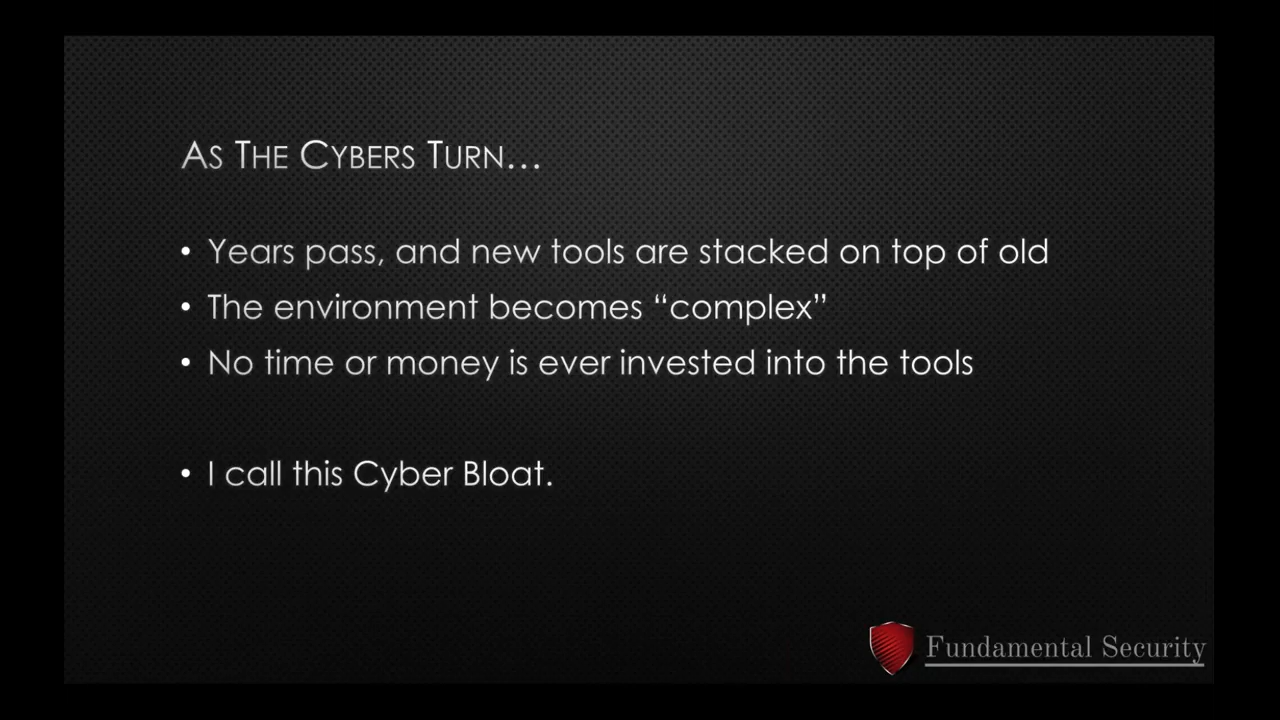 As The Cybers Turn…
• Years pass, and new tools are stacked on top of old
• The environment becomes “complex”
• No time or money is ever invested into the tools
• I call this Cyber Bloat.
Fundamental Security